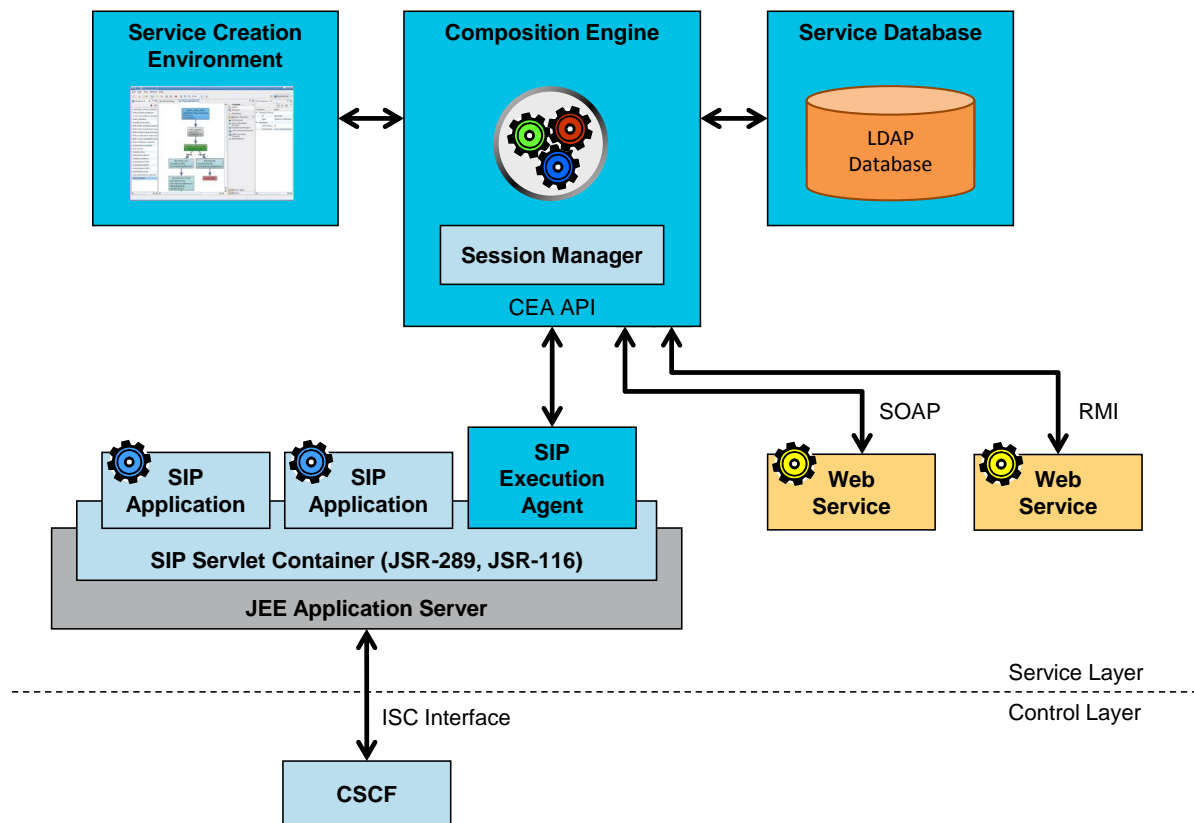 Service Creation
Environment
Composition Engine
Service Database
LDAP
Database
Session Manager
CEA API
SOAP
RMI
SIP
Application
SIP
Application
SIP
Execution
Agent
Web
Service
Web
Service
SIP Servlet Container (JSR-289, JSR-116)
JEE Application Server
Service Layer
ISC Interface
Control Layer
CSCF